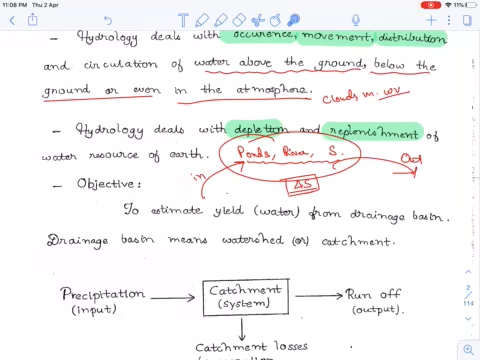 11:08 PM Thu 2 Apr
11%
- Hydrology deals with occurence, movement, distribution
and circulation of water above the ground, below the
ground or even in the atmosphere.
clouds m. wv
- Hydrology deals with depletion and replenishment of
water resource of earth. Ponds, River, S.
in
Out
ΔS
- Objective:
To estimate yield (water) from drainage basin.
Drainage basin means watershed (or) catchment.
Precipitation → Catchment → Run off
(input) (system) (output).
Catchment losses
2
114